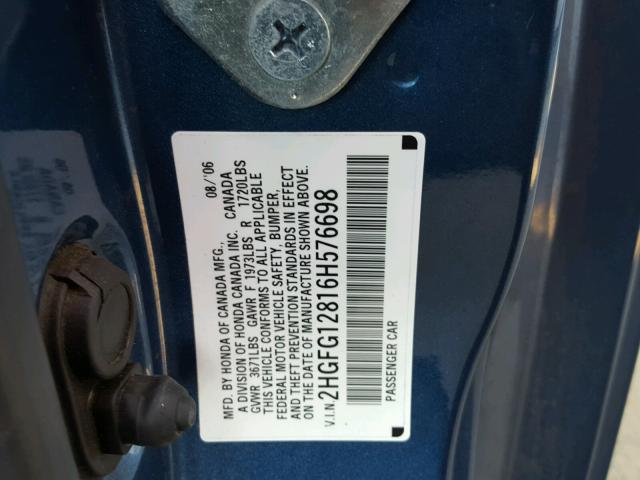 MFD. BY HONDA OF CANADA MFG., 08/'06
A DIVISION OF HONDA CANADA INC. CANADA
GVWR 3671LBS GAWR F 1973LBS R 1720LBS
THIS VEHICLE CONFORMS TO ALL APPLICABLE
FEDERAL MOTOR VEHICLE SAFETY, BUMPER,
AND THEFT PREVENTION STANDARDS IN EFFECT
ON THE DATE OF MANUFACTURE SHOWN ABOVE.
V.I.N. 2HGFG12816H576698
PASSENGER CAR